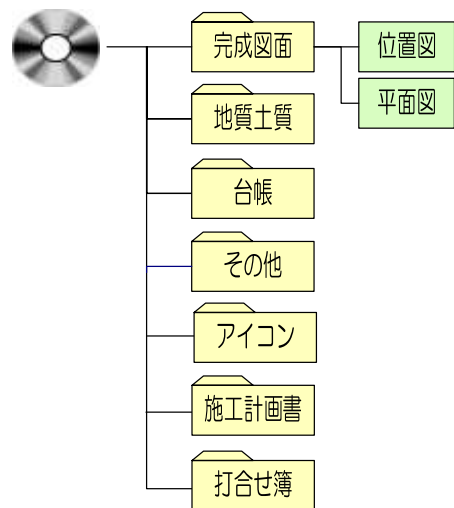 完成図面
位置図
平面図
地質土質
台帳
その他
アイコン
施工計画書
打合せ簿